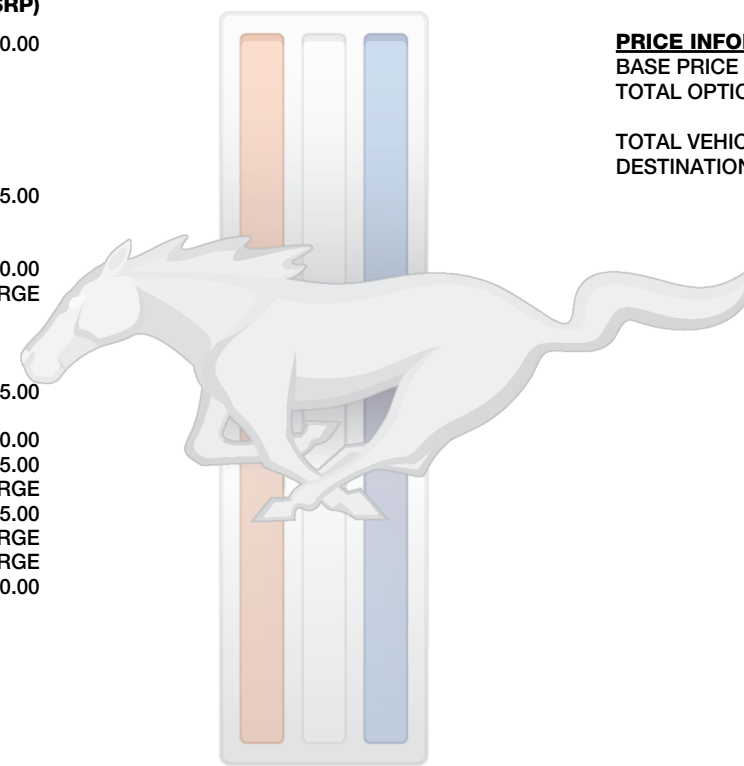 SRP)
0.00
5.00
0.00
RGE
5.00
0.00
5.00
RGE
5.00
RGE
RGE
0.00
PRICE INFO
BASE PRICE
TOTAL OPTIO
TOTAL VEHIC
DESTINATION